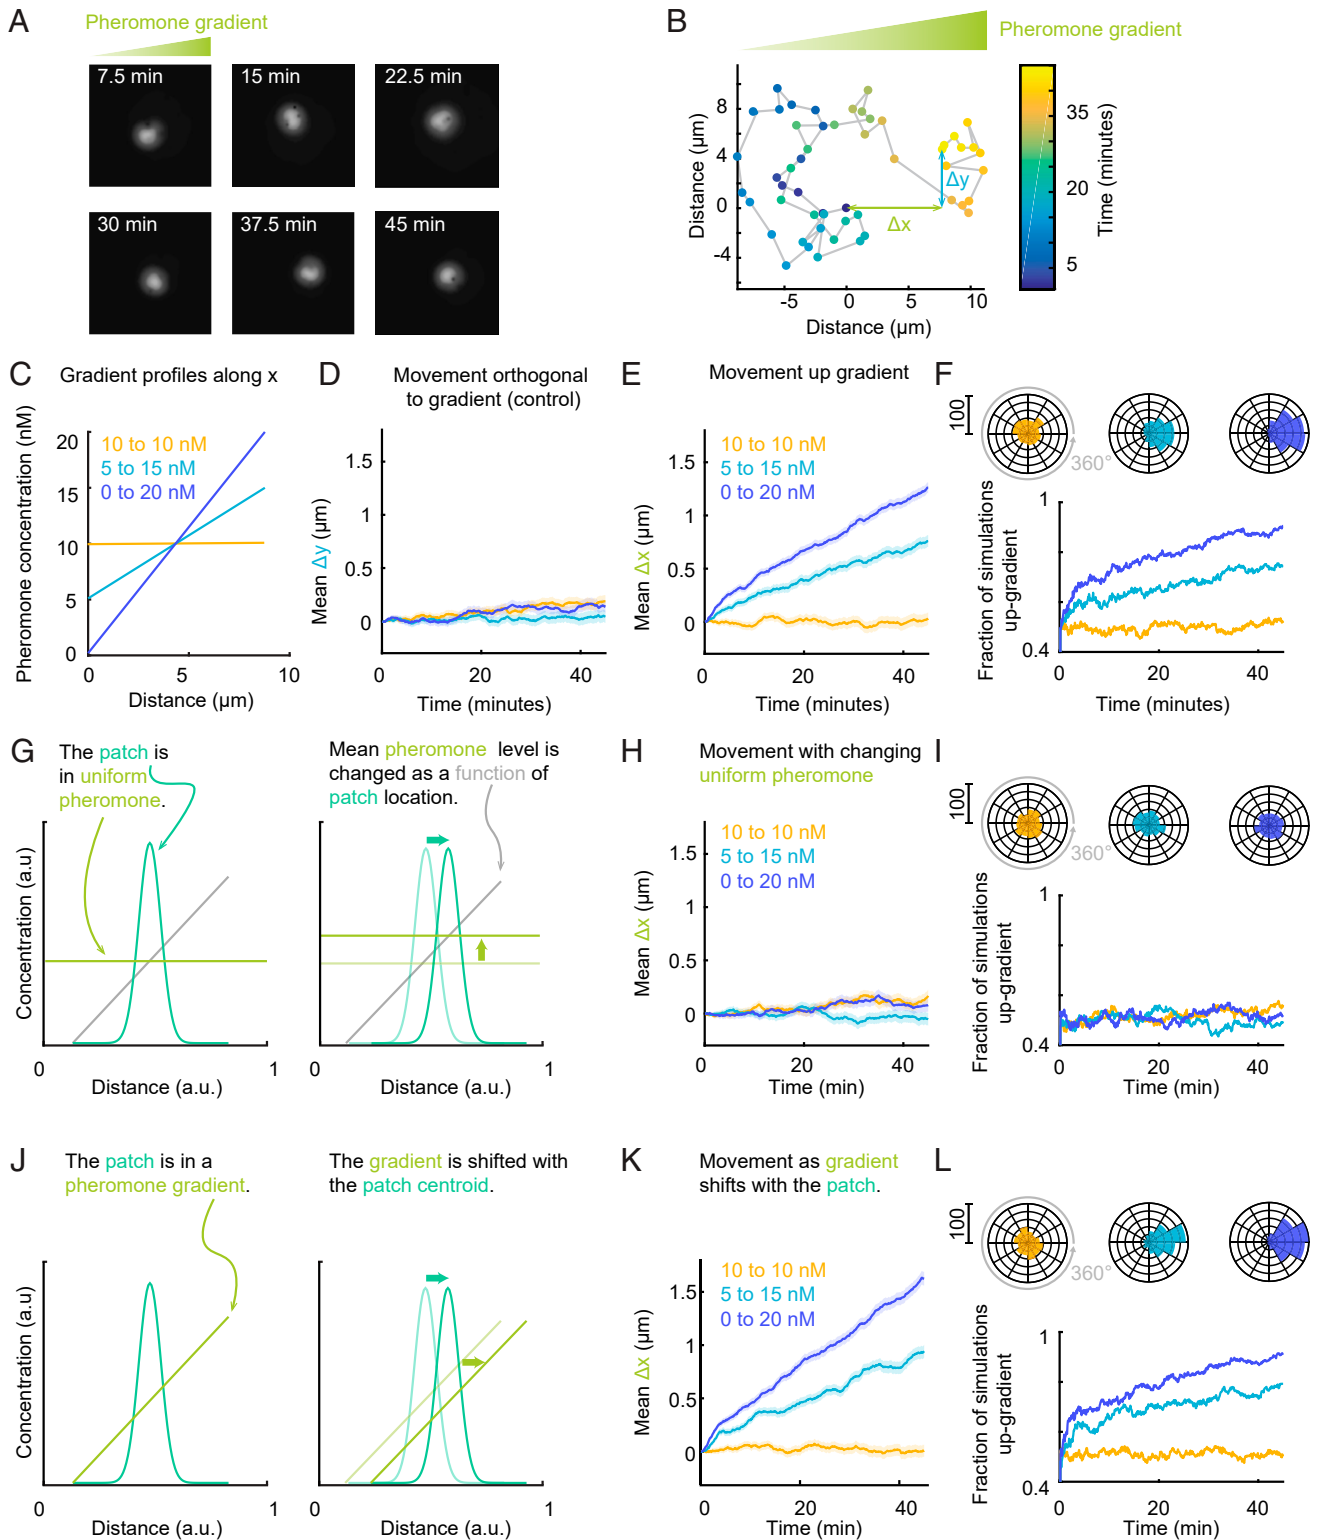 A
Pheromone gradient
7.5 min
15 min
22.5 min
30 min
37.5 min
45 min
B
Pheromone gradient
Distance (µm)
8
4
0
-4
-5
0
5
10
Distance (µm)
Δx
Δy
35
20
5
Time (minutes)
C
Gradient profiles along x
Pheromone concentration (nM)
20
15
10
5
0
10 to 10 nM
5 to 15 nM
0 to 20 nM
0
5
10
Distance (µm)
D
Movement orthogonal
to gradient (control)
Mean Δy (µm)
1.5
1
0.5
0
0
20
40
Time (minutes)
E
Movement up gradient
10 to 10 nM
5 to 15 nM
0 to 20 nM
Mean Δx (µm)
1.5
1
0.5
0
0
20
40
Time (minutes)
F
100
360°
Fraction of simulations
up-gradient
1
0.4
0
20
40
Time (minutes)
G
The patch is
in uniform
pheromone.
Concentration (a.u)
0
1
Distance (a.u.)
Mean pheromone level is
changed as a function of
patch location.
0
1
Distance (a.u.)
H
Movement with changing
uniform pheromone
10 to 10 nM
5 to 15 nM
0 to 20 nM
Mean Δx (µm)
1.5
1
0.5
0
0
20
40
Time (min)
I
100
360°
Fraction of simulations
up-gradient
1
0.4
0
20
40
Time (min)
J
The patch is in a
pheromone gradient.
Concentration (a.u)
0
1
Distance (a.u.)
The gradient is shifted with
the patch centroid.
0
1
Distance (a.u.)
K
Movement as gradient
shifts with the patch.
10 to 10 nM
5 to 15 nM
0 to 20 nM
Mean Δx (µm)
1.5
1
0.5
0
0
20
40
Time (min)
L
100
360°
Fraction of simulations
up-gradient
1
0.4
0
20
40
Time (min)